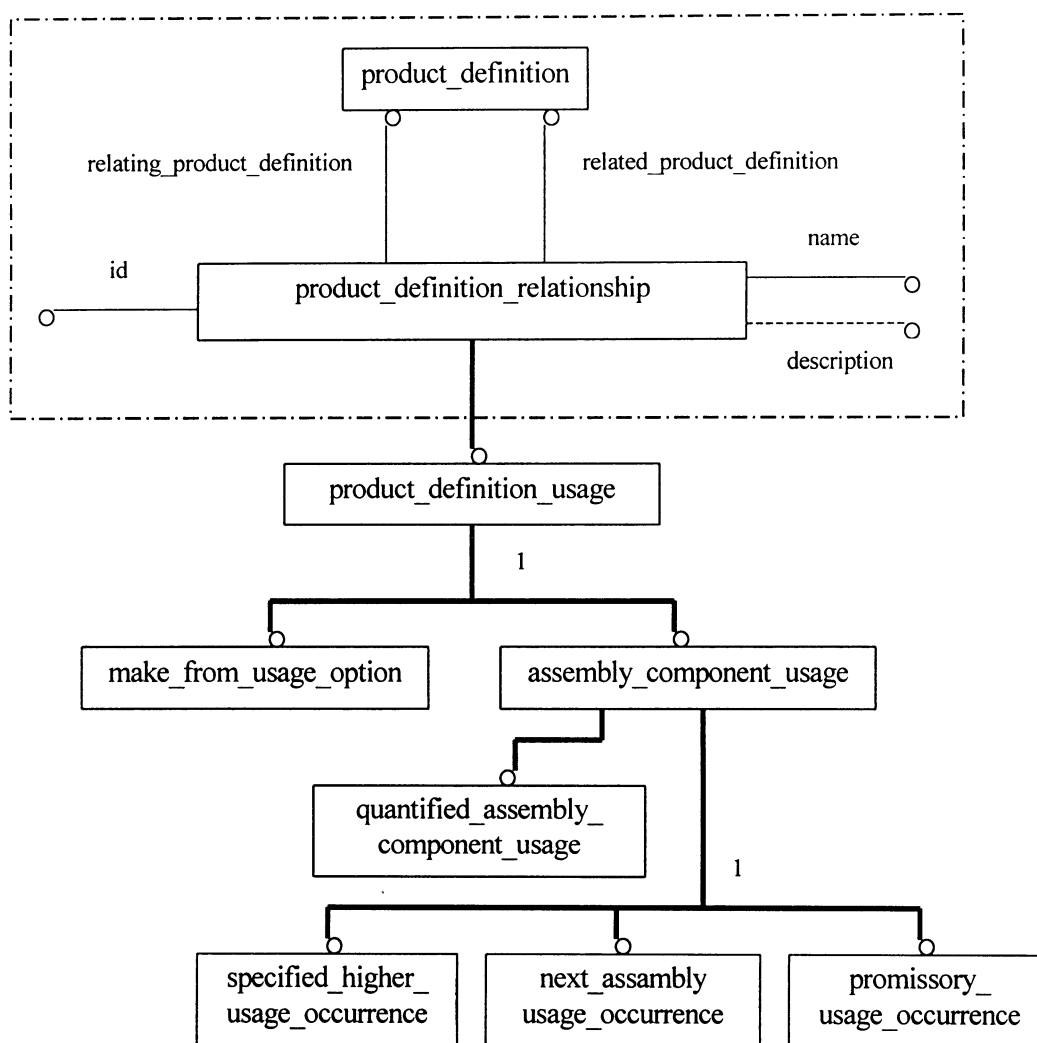 product_definition
relating_product_definition
related_product_definition
name
id
product_definition_relationship
description
product_definition_usage
1
make_from_usage_option
assembly_component_usage
quantified_assembly_
component_usage
1
specified_higher_
usage_occurrence
next_assambly
usage_occurrence
promissory_
usage_occurrence